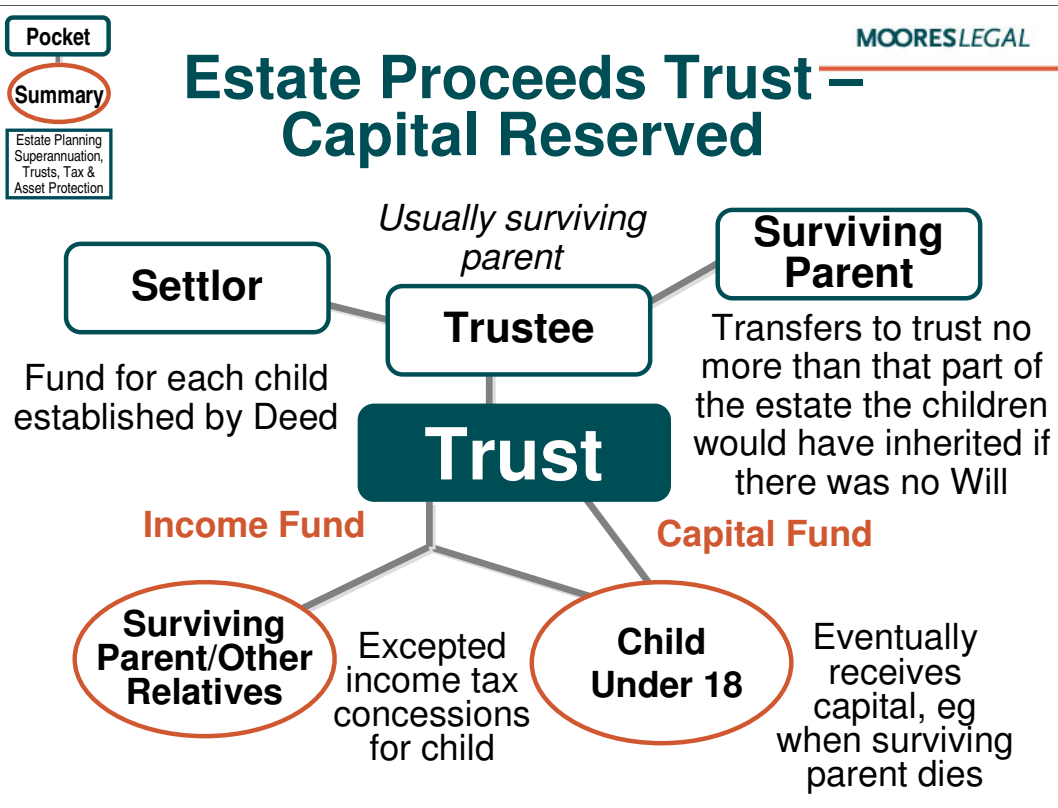 Pocket
Summary
Estate Planning
Superannuation,
Trusts, Tax &
Asset Protection
MOORESLEGAL
Estate Proceeds Trust –
Capital Reserved
Usually surviving
parent
Settlor
Trustee
Surviving
Parent
Fund for each child
established by Deed
Transfers to trust no
more than that part of
the estate the children
would have inherited if
there was no Will
Trust
Income Fund
Capital Fund
Surviving
Parent/Other
Relatives
Excepted
income tax
concessions
for child
Child
Under 18
Eventually
receives
capital, eg
when surviving
parent dies